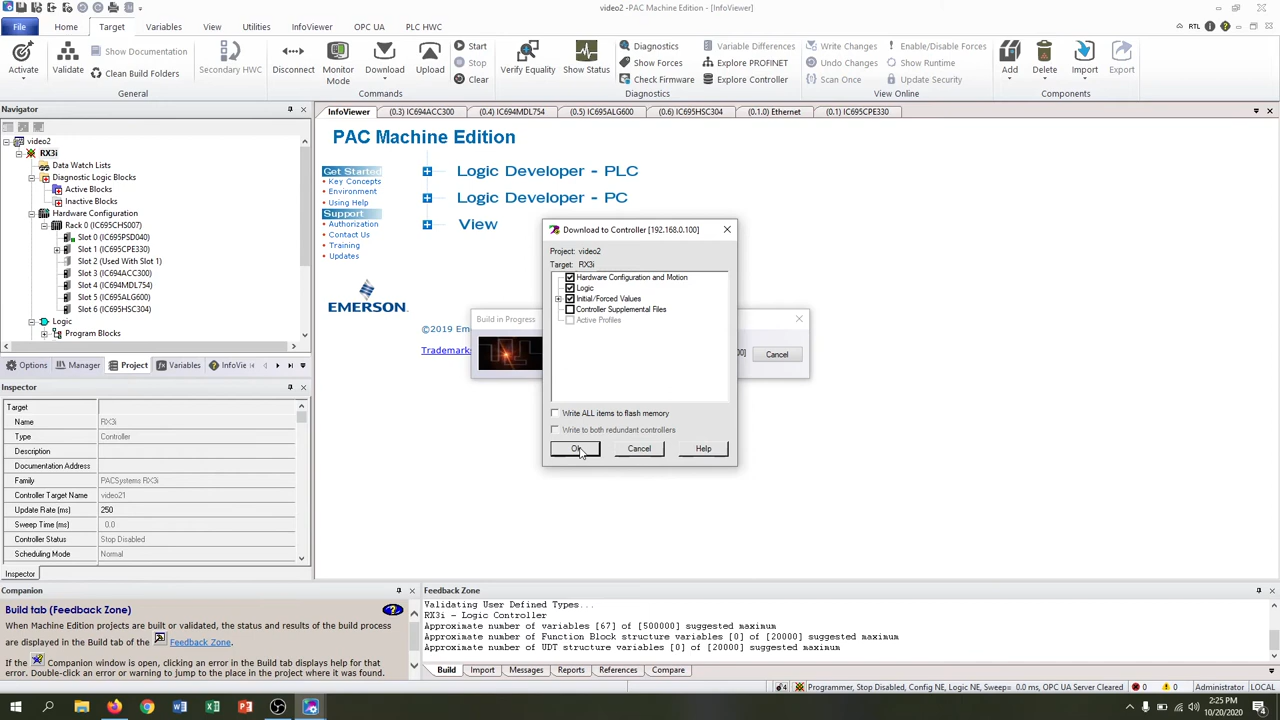 video2 -PAC Machine Edition - [InfoViewer]
File Home Target Variables View Utilities InfoViewer OPC UA PLC HWC RTL
Activate Validate Show Documentation Clean Build Folders Secondary HWC
General
Disconnect Monitor Mode Download Upload Start Stop Clear
Commands
Verify Equality Show Status Diagnostics Show Forces Check Firmware Variable Differences Explore PROFINET Explore Controller
Diagnostics
Write Changes Undo Changes Scan Once Enable/Disable Forces Show Runtime Update Security
View Online
Add Delete Import Export
Components
Navigator
video2
RX3i
Data Watch Lists
Diagnostic Logic Blocks
Active Blocks
Inactive Blocks
Hardware Configuration
Rack 0 (IC695CHS007)
Slot 0 (IC695PSD040)
Slot 1 (IC695CPE330)
Slot 2 (Used With Slot 1)
Slot 3 (IC694ACC300)
Slot 4 (IC694MDL754)
Slot 5 (IC695ALG600)
Slot 6 (IC695HSC304)
Logic
Program Blocks
Options Manager Project Variables InfoVie
InfoViewer (0.3) IC694ACC300 (0.4) IC694MDL754 (0.5) IC695ALG600 (0.6) IC695HSC304 (0.1.0) Ethernet (0.1) IC695CPE330
PAC Machine Edition
Get Started
Key Concepts
Environment
Using Help
Support
Authorization
Contact Us
Training
Updates
Logic Developer - PLC
Logic Developer - PC
View
EMERSON.
©2019 Eme
Trademark
Build in Progress
Cancel
Download to Controller [192.168.0.100]
Project: video2
Target: RX3i
Hardware Configuration and Motion
Logic
Initial/Forced Values
Controller Supplemental Files
Active Profiles
Write ALL items to flash memory
Write to both redundant controllers
Ok Cancel Help
Inspector
Target
Name RX3i
Type Controller
Description
Documentation Address
Family PACSystems RX3i
Controller Target Name video21
Update Rate (ms) 250
Sweep Time (ms) 0.0
Controller Status Stop Disabled
Scheduling Mode Normal
Inspector
Companion
Build tab (Feedback Zone)
When Machine Edition projects are built or validated, the status and results of the build process
are displayed in the Build tab of the Feedback Zone.
If the Companion window is open, clicking an error in the Build tab displays help for that
error. Double-click an error or warning to jump to the place in the project where it was found.
Feedback Zone
Validating User Defined Types...
RX3i - Logic Controller
Approximate number of variables [67] of [500000] suggested maximum
Approximate number of Function Block structure variables [0] of [20000] suggested maximum
Approximate number of UDT structure variables [0] of [20000] suggested maximum
Build Import Messages Reports References Compare
4 Programmer, Stop Disabled, Config NE, Logic NE, Sweep= 0.0 ms, OPC UA Server Cleared 0 0 Administrator LOCAL
2:25 PM
10/20/2020
4